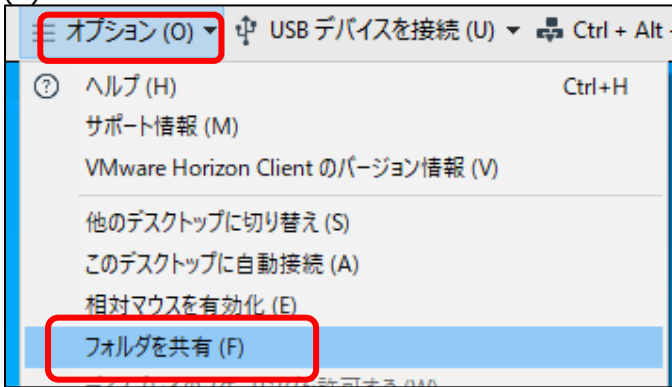 オプション (O) USB デバイスを接続 (U) Ctrl + Alt
ヘルプ (H) Ctrl+H
サポート情報 (M)
VMware Horizon Client のバージョン情報 (V)
他のデスクトップに切り替え (S)
このデスクトップに自動接続 (A)
相対マウスを有効化 (E)
フォルダを共有 (F)